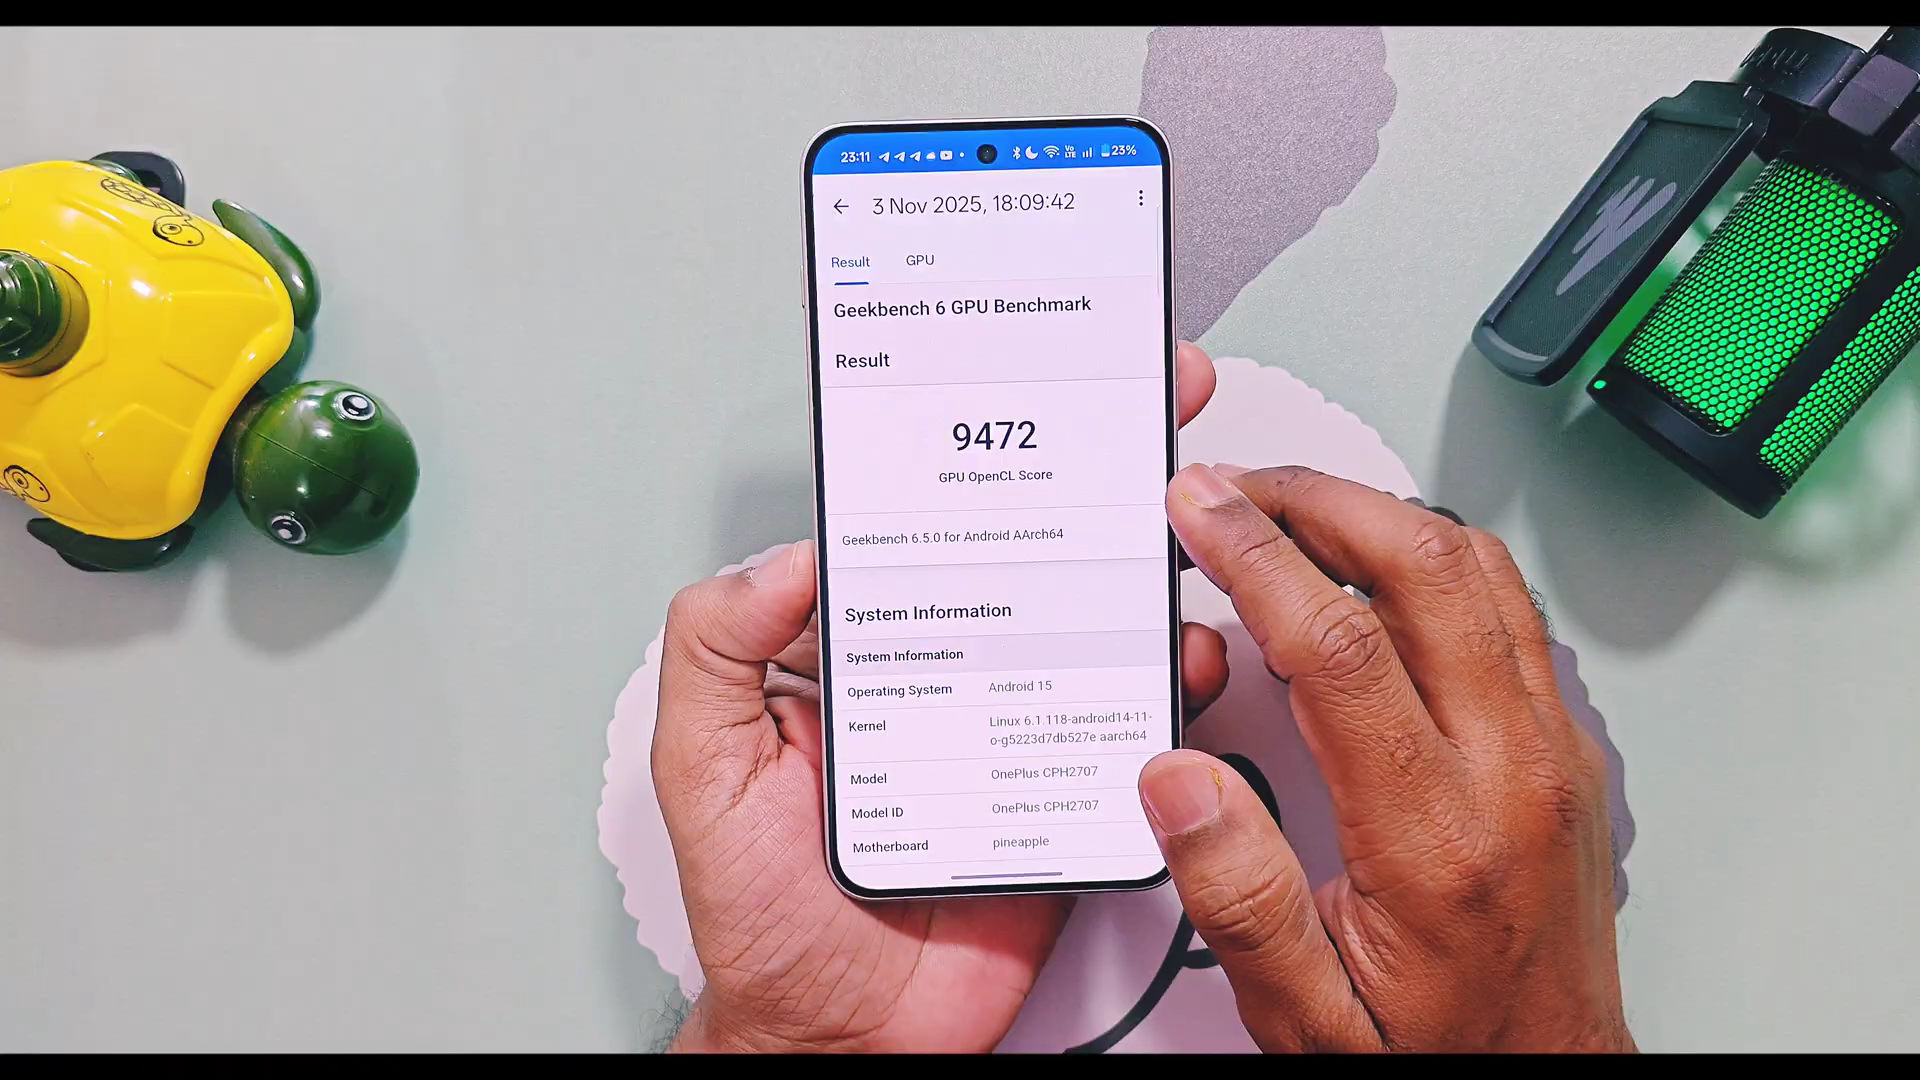 23:11 23%
3 Nov 2025, 18:09:42
Result GPU
Geekbench 6 GPU Benchmark
Result
9472
GPU OpenCL Score
Geekbench 6.5.0 for Android AArch64
System Information
System Information
Operating System Android 15
Kernel Linux 6.1.118-android14-11-
o-g5223d7db527e aarch64
Model OnePlus CPH2707
Model ID OnePlus CPH2707
Motherboard pineapple